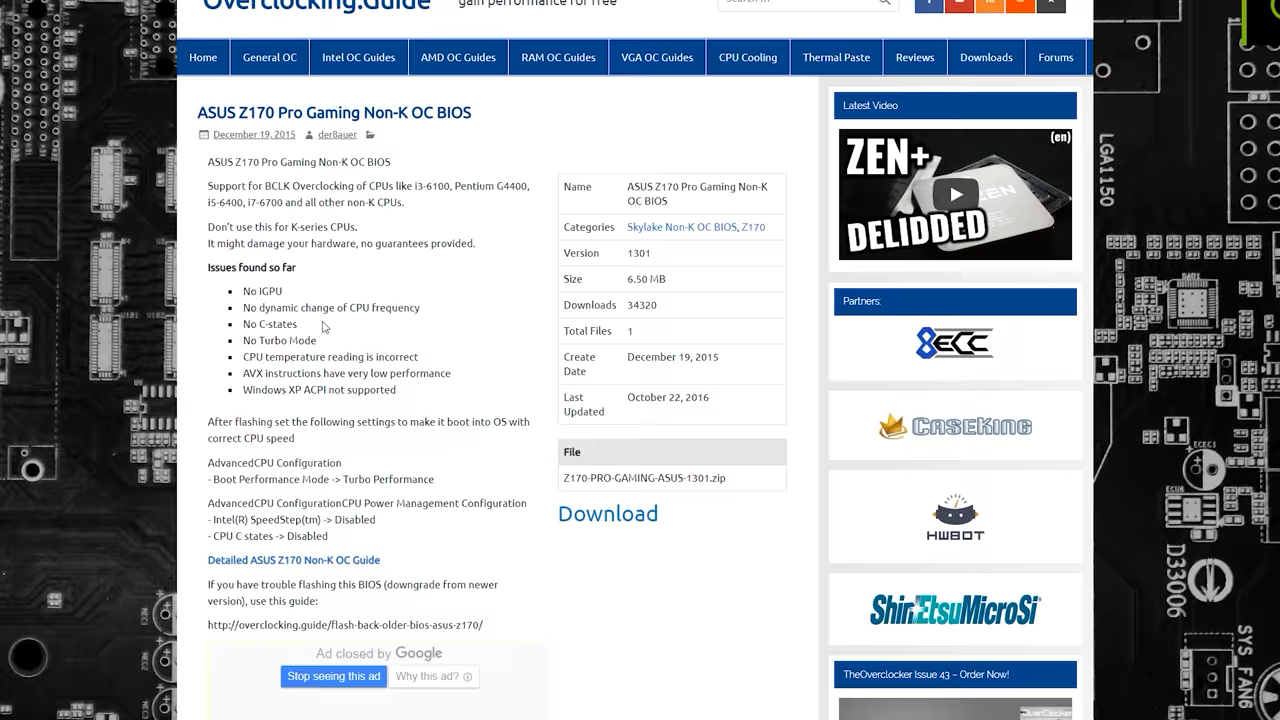 Overclocking.Guide
gain performance for free
Home
General OC
Intel OC Guides
AMD OC Guides
RAM OC Guides
VGA OC Guides
CPU Cooling
Thermal Paste
Reviews
Downloads
Forums
ASUS Z170 Pro Gaming Non-K OC BIOS
December 19, 2015
der8auer
ASUS Z170 Pro Gaming Non-K OC BIOS
Support for BCLK Overclocking of CPUs like i3-6100, Pentium G4400,
i5-6400, i7-6700 and all other non-K CPUs.
Don't use this for K-series CPUs.
It might damage your hardware, no guarantees provided.
Issues found so far
No IGPU
No dynamic change of CPU frequency
No C-states
No Turbo Mode
CPU temperature reading is incorrect
AVX instructions have very low performance
Windows XP ACPI not supported
After flashing set the following settings to make it boot into OS with
correct CPU speed
AdvancedCPU Configuration
- Boot Performance Mode -> Turbo Performance
AdvancedCPU ConfigurationCPU Power Management Configuration
- Intel(R) SpeedStep(tm) -> Disabled
- CPU C states -> Disabled
Detailed ASUS Z170 Non-K OC Guide
If you have trouble flashing this BIOS (downgrade from newer
version), use this guide:
http://overclocking.guide/flash-back-older-bios-asus-z170/
Ad closed by Google
Stop seeing this ad
Why this ad?
Name
ASUS Z170 Pro Gaming Non-K
OC BIOS
Categories
Skylake Non-K OC BIOS, Z170
Version
1301
Size
6.50 MB
Downloads
34320
Total Files
1
Create
Date
December 19, 2015
Last
Updated
October 22, 2016
File
Z170-PRO-GAMING-ASUS-1301.zip
Download
Latest Video
ZEN+
(en)
DELIDDED
ZEN
Partners:
8ECC
CASEKING
HWBOT
ShinEtsuMicroSi
TheOverclocker Issue 43 – Order Now!
LGA1150
D33006
SYS_FAN6